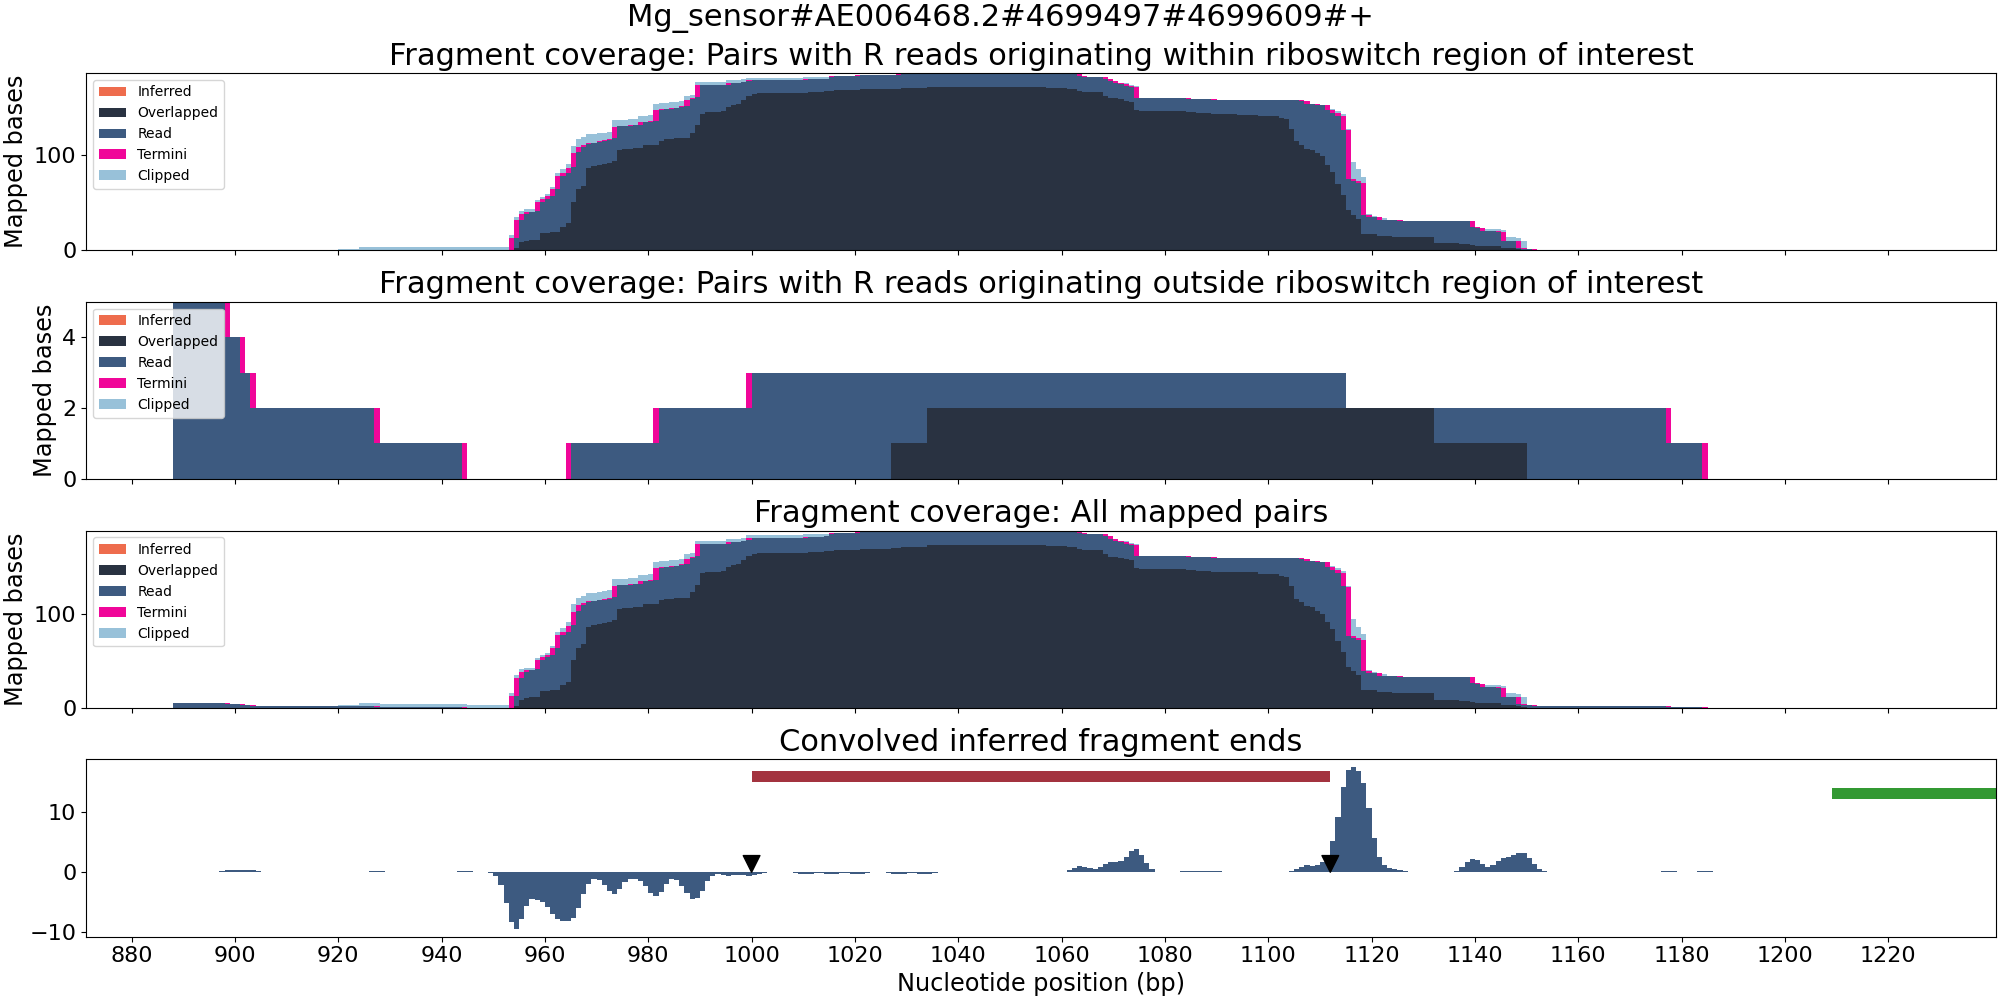 Mg_sensor#AE006468.2#4699497#4699609#+
Fragment coverage: Pairs with R reads originating within riboswitch region of interest
Mapped bases
100
0
Inferred
Overlapped
Read
Termini
Clipped
Fragment coverage: Pairs with R reads originating outside riboswitch region of interest
Mapped bases
4
2
0
Inferred
Overlapped
Read
Termini
Clipped
Fragment coverage: All mapped pairs
Mapped bases
100
0
Inferred
Overlapped
Read
Termini
Clipped
Convolved inferred fragment ends
10
0
−10
880 900 920 940 960 980 1000 1020 1040 1060 1080 1100 1120 1140 1160 1180 1200 1220
Nucleotide position (bp)